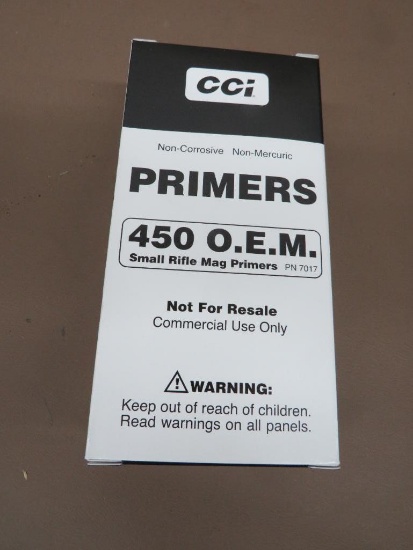 CCI
Non-Corrosive Non-Mercuric
PRIMERS
450 O.E.M.
Small Rifle Mag Primers PN 7017
Not For Resale
Commercial Use Only
WARNING:
Keep out of reach of children.
Read warnings on all panels.